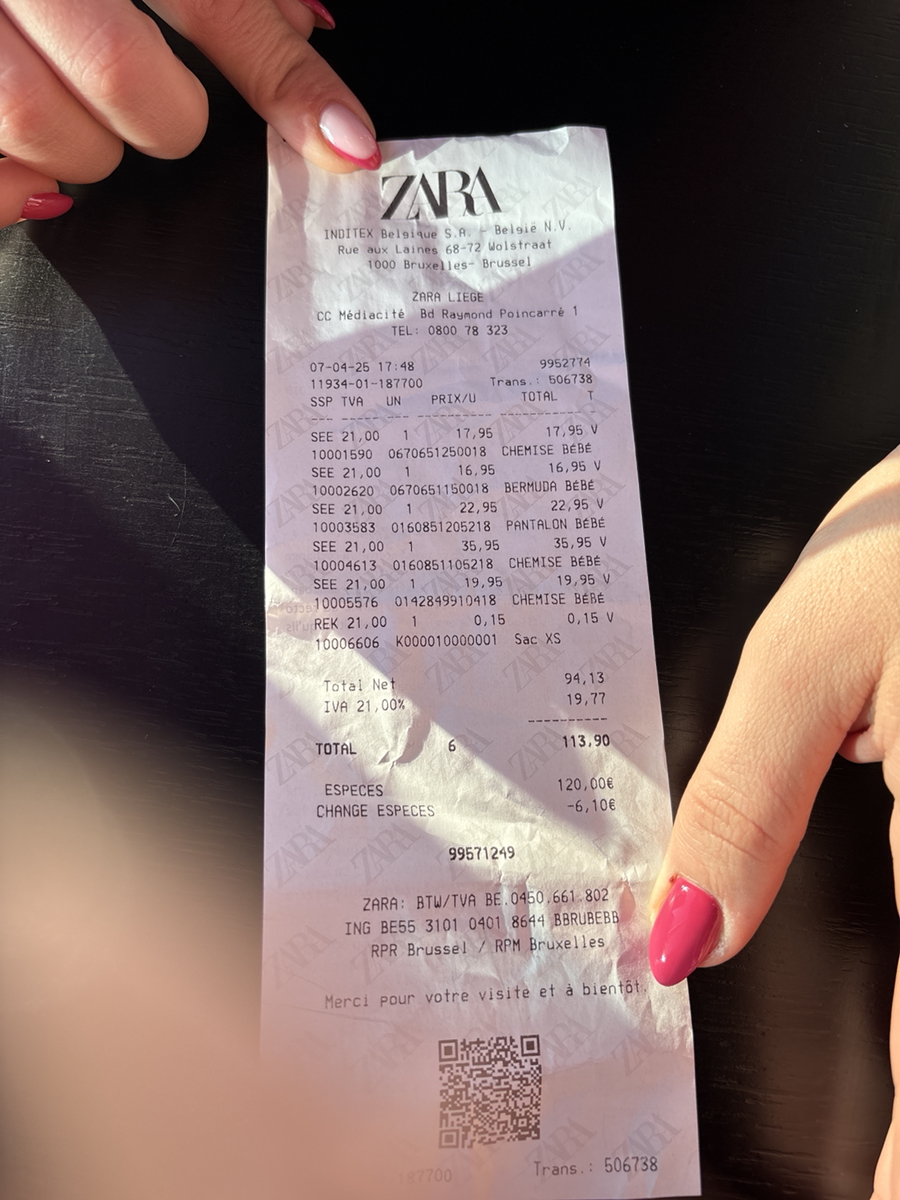 ZARA
INDITEX Belgique S.A. - België N.V.
Rue aux Laines 68-72 Wolstraat
1000 Bruxelles- Brussel
ZARA LIEGE
CC Médiacité Bd Raymond Poincarré 1
TEL: 0800 78 323
07-04-25 17:48 9952774
11934-01-187700 Trans.: 506738
SSP TVA UN PRIX/U TOTAL T
SEE 21,00 1 17,95 17,95 V
10001590 0670651250018 CHEMISE BÉBÉ
SEE 21,00 1 16,95 16,95 V
10002620 0670651150018 BERMUDA BÉBÉ
SEE 21,00 1 22,95 22,95 V
10003583 0160851205218 PANTALON BÉBÉ
SEE 21,00 1 35,95 35,95 V
10004613 0160851105218 CHEMISE BÉBÉ
SEE 21,00 1 19,95 19,95 V
10005576 0142849910418 CHEMISE BÉBÉ
REK 21,00 1 0,15 0,15 V
10006606 K000010000001 Sac XS
Total Net 94,13
IVA 21,00% 19,77
TOTAL 6 113,90
ESPECES 120,00€
CHANGE ESPECES -6,10€
99571249
ZARA: BTW/TVA BE.0450.661.802
ING BE55 3101 0401 8644 BBRUBEBB
RPR Brussel / RPM Bruxelles
Merci pour votre visite et à bientôt.
187700 Trans.: 506738